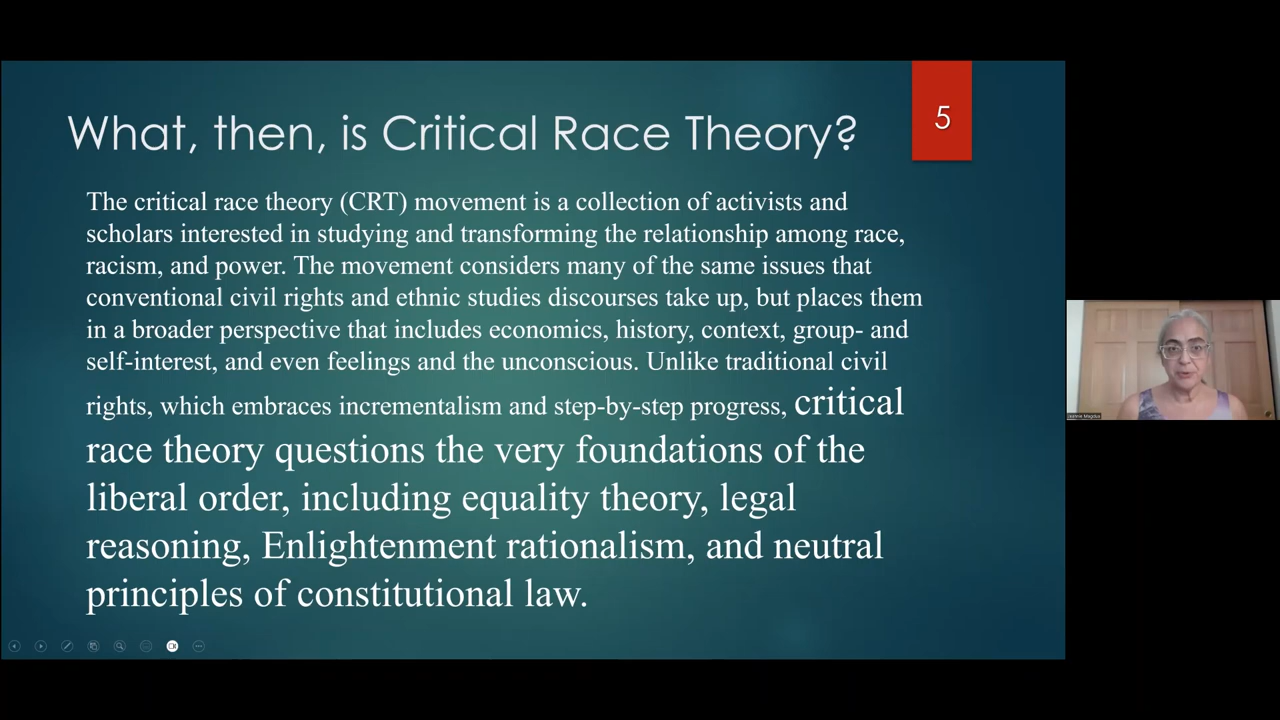 What, then, is Critical Race Theory?
5
The critical race theory (CRT) movement is a collection of activists and
scholars interested in studying and transforming the relationship among race,
racism, and power. The movement considers many of the same issues that
conventional civil rights and ethnic studies discourses take up, but places them
in a broader perspective that includes economics, history, context, group- and
self-interest, and even feelings and the unconscious. Unlike traditional civil
rights, which embraces incrementalism and step-by-step progress, critical
race theory questions the very foundations of the
liberal order, including equality theory, legal
reasoning, Enlightenment rationalism, and neutral
principles of constitutional law.